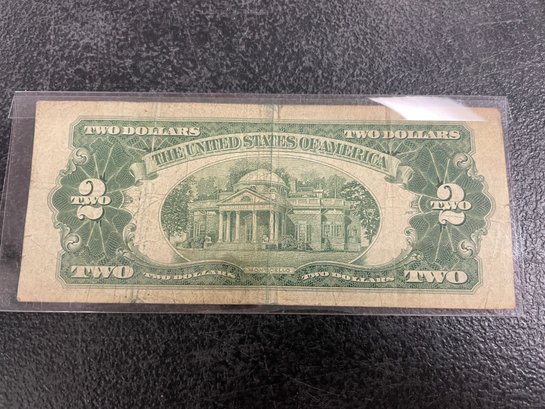 TWO DOLLARS TWO DOLLARS
THE UNITED STATES OF AMERICA
2 2
TWO TWO
MONTICELLO
TWO TWO DOLLARS TWO DOLLARS TWO